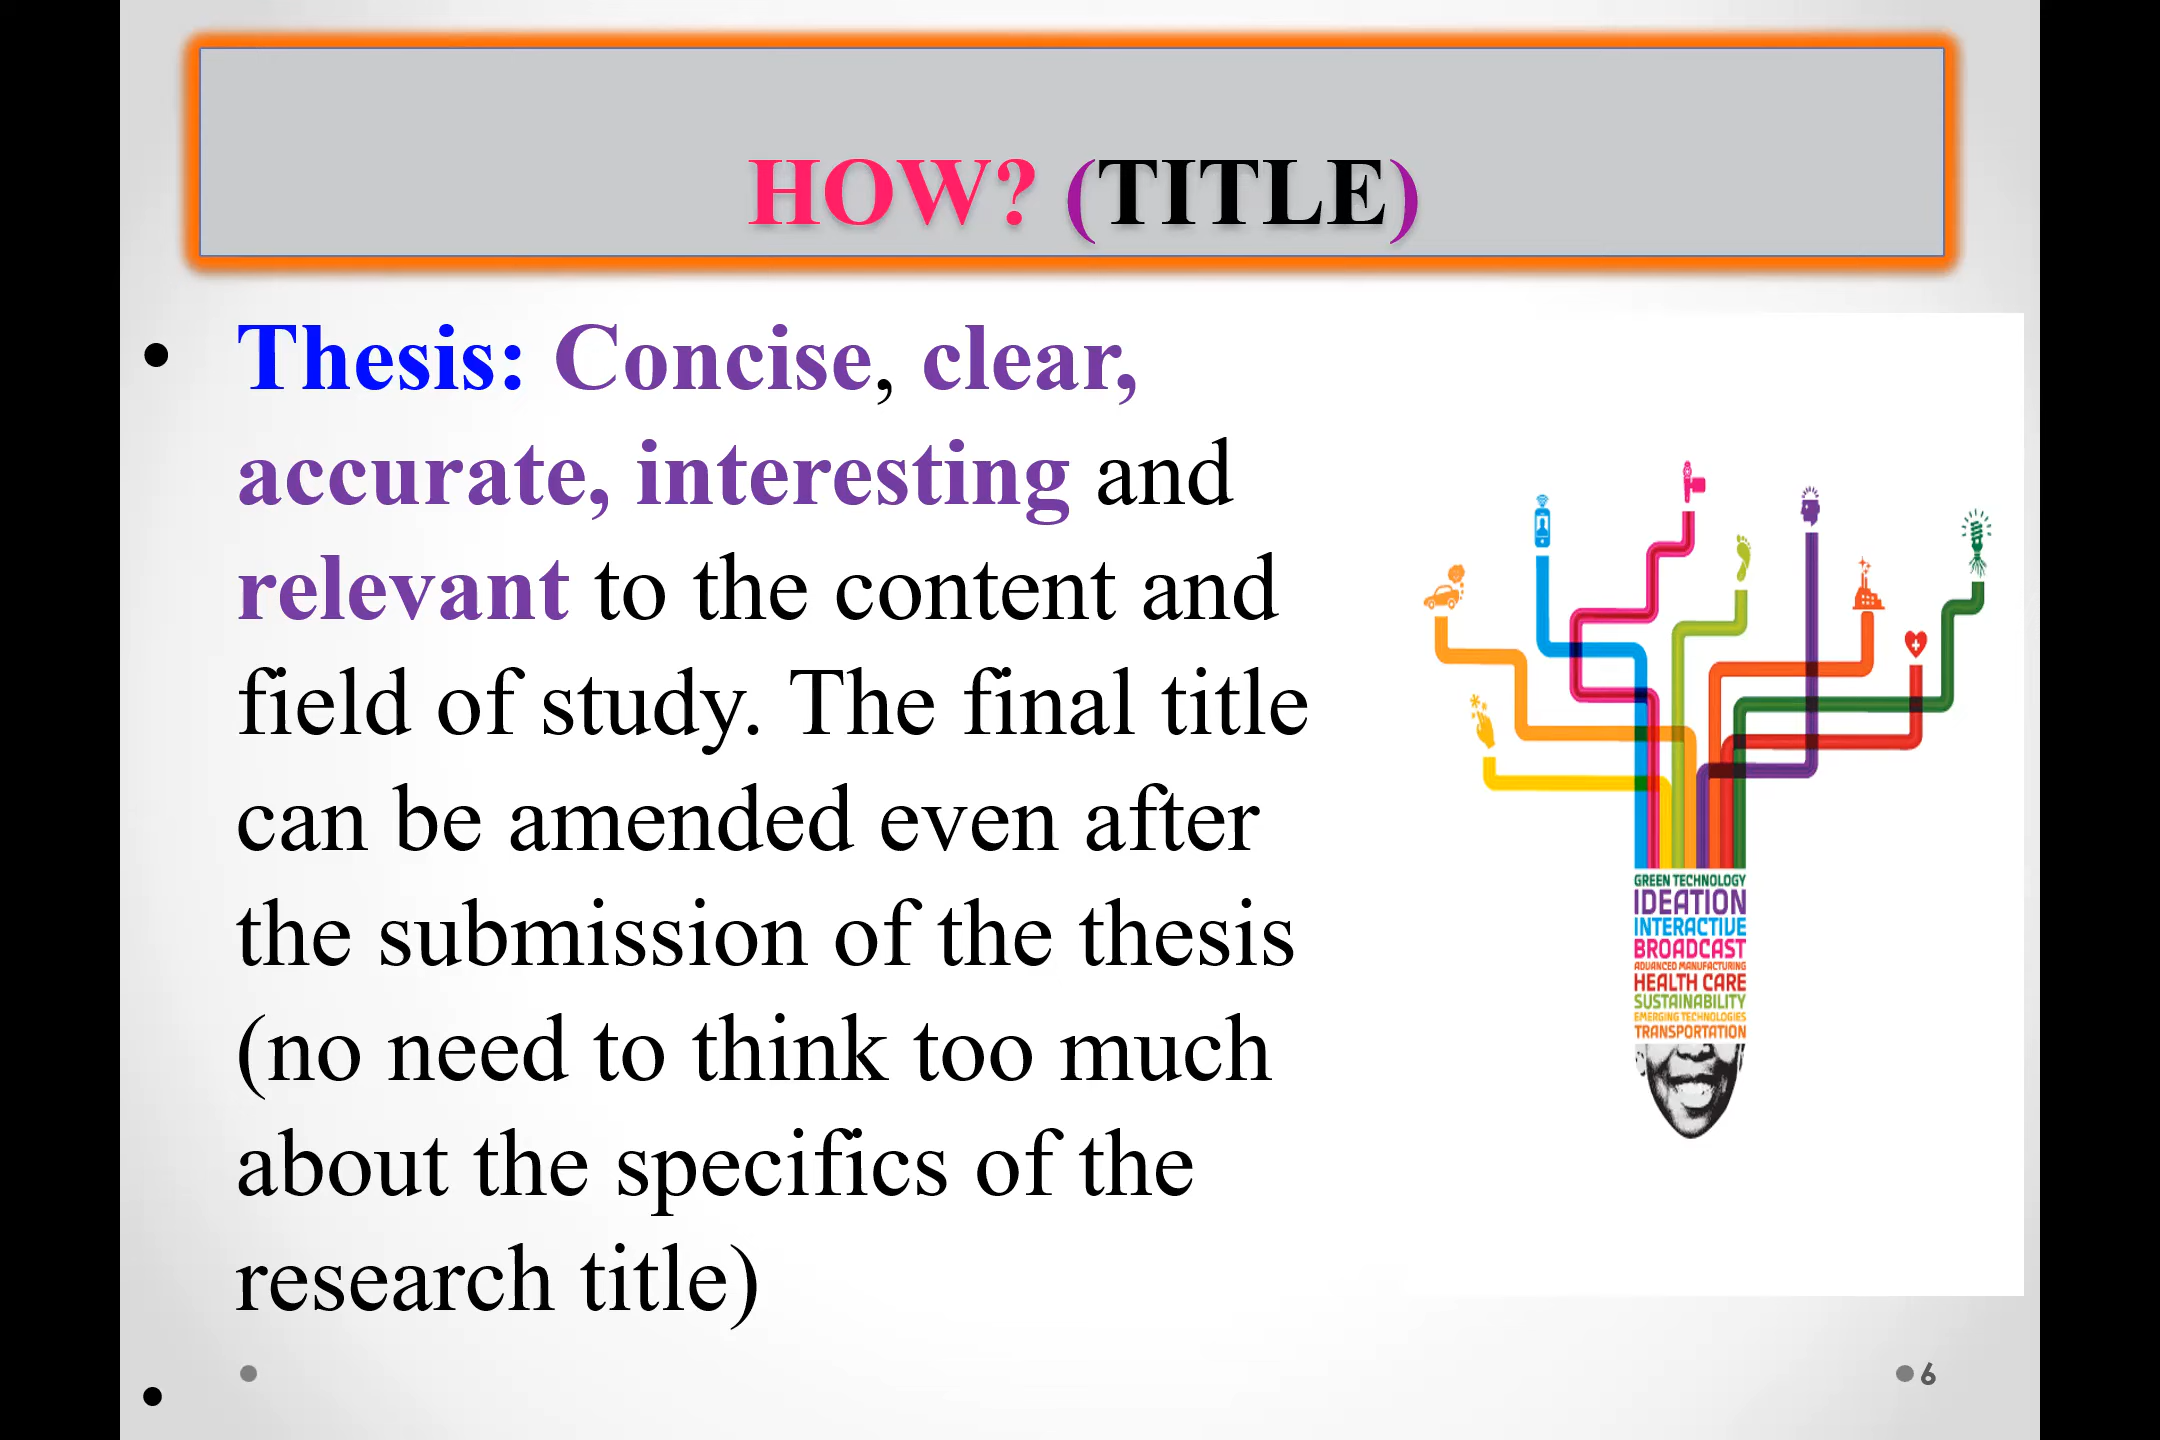 HOW? (TITLE)
• Thesis: Concise, clear,
accurate, interesting and
relevant to the content and
field of study. The final title
can be amended even after
the submission of the thesis
(no need to think too much
about the specifics of the
research title)
GREEN TECHNOLOGY
IDEATION
INTERACTIVE
BROADCAST
ADVANCED MANUFACTURING
HEALTH CARE
SUSTAINABILITY
EMERGING TECHNOLOGIES
TRANSPORTATION
6